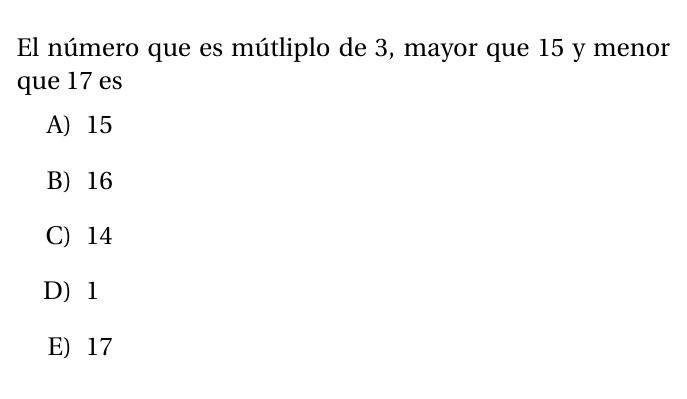 El número que es mútliplo de 3, mayor que 15 y menor
que 17 es
A) 15
B) 16
C) 14
D) 1
E) 17